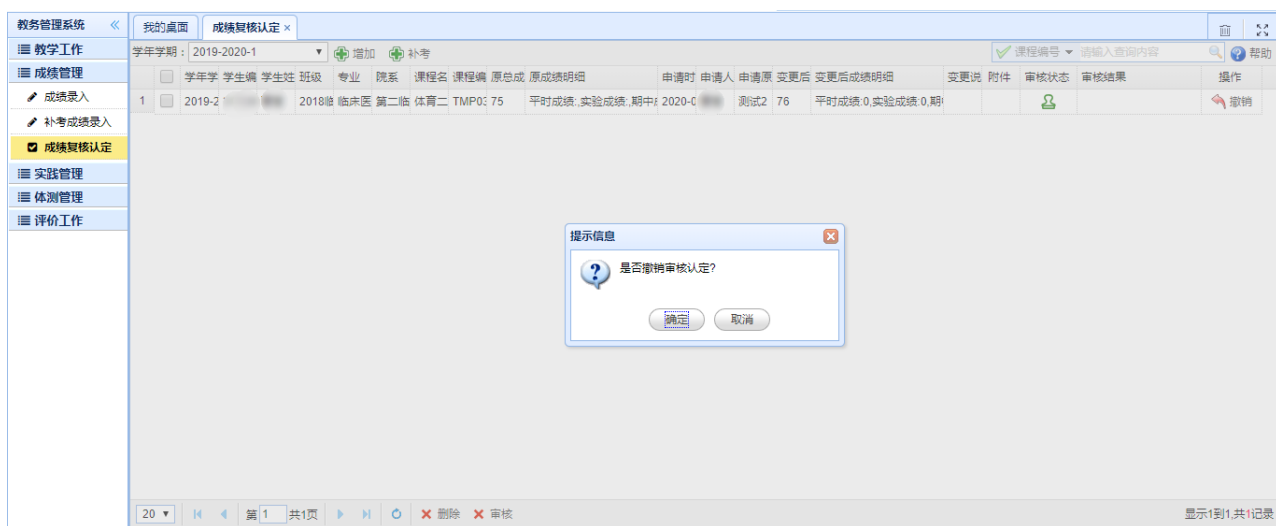 教务管理系统
我的桌面 成绩复核认定 ×
教学工作
学年学期：2019-2020-1 增加 补考 课程编号 请输入查询内容 帮助
成绩管理
学年学 学生编 学生姓 班级 专业 院系 课程名 课程编 原总成 原成绩明细 申请时 申请人 申请原 变更后 变更后成绩明细 变更说 附件 审核状态 审核结果 操作
成绩录入
1 2019-2 2018临 临床医 第二临 体育二 TMP03 75 平时成绩:,实验成绩:,期中成 2020-0 测试2 76 平时成绩:0,实验成绩:0,期中 撤销
补考成绩录入
成绩复核认定
实践管理
体测管理
评价工作
提示信息
是否撤销审核认定?
确定 取消
20 第 1 共1页 删除 审核 显示1到1,共1记录